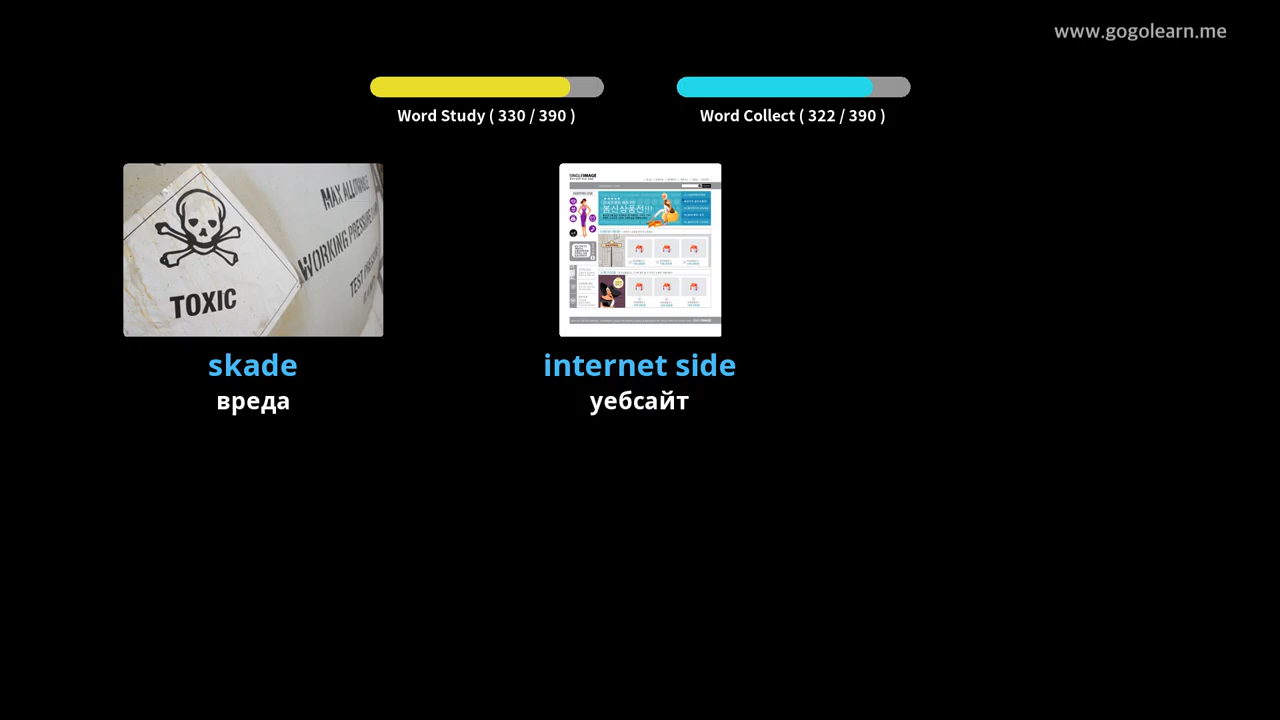 www.gogolearn.me
Word Study ( 330 / 390 )
Word Collect ( 322 / 390 )
MAX ALLOWABLE
WORKING PRESSURE
TOXIC
TEST
skade
internet side
вреда
уебсайт